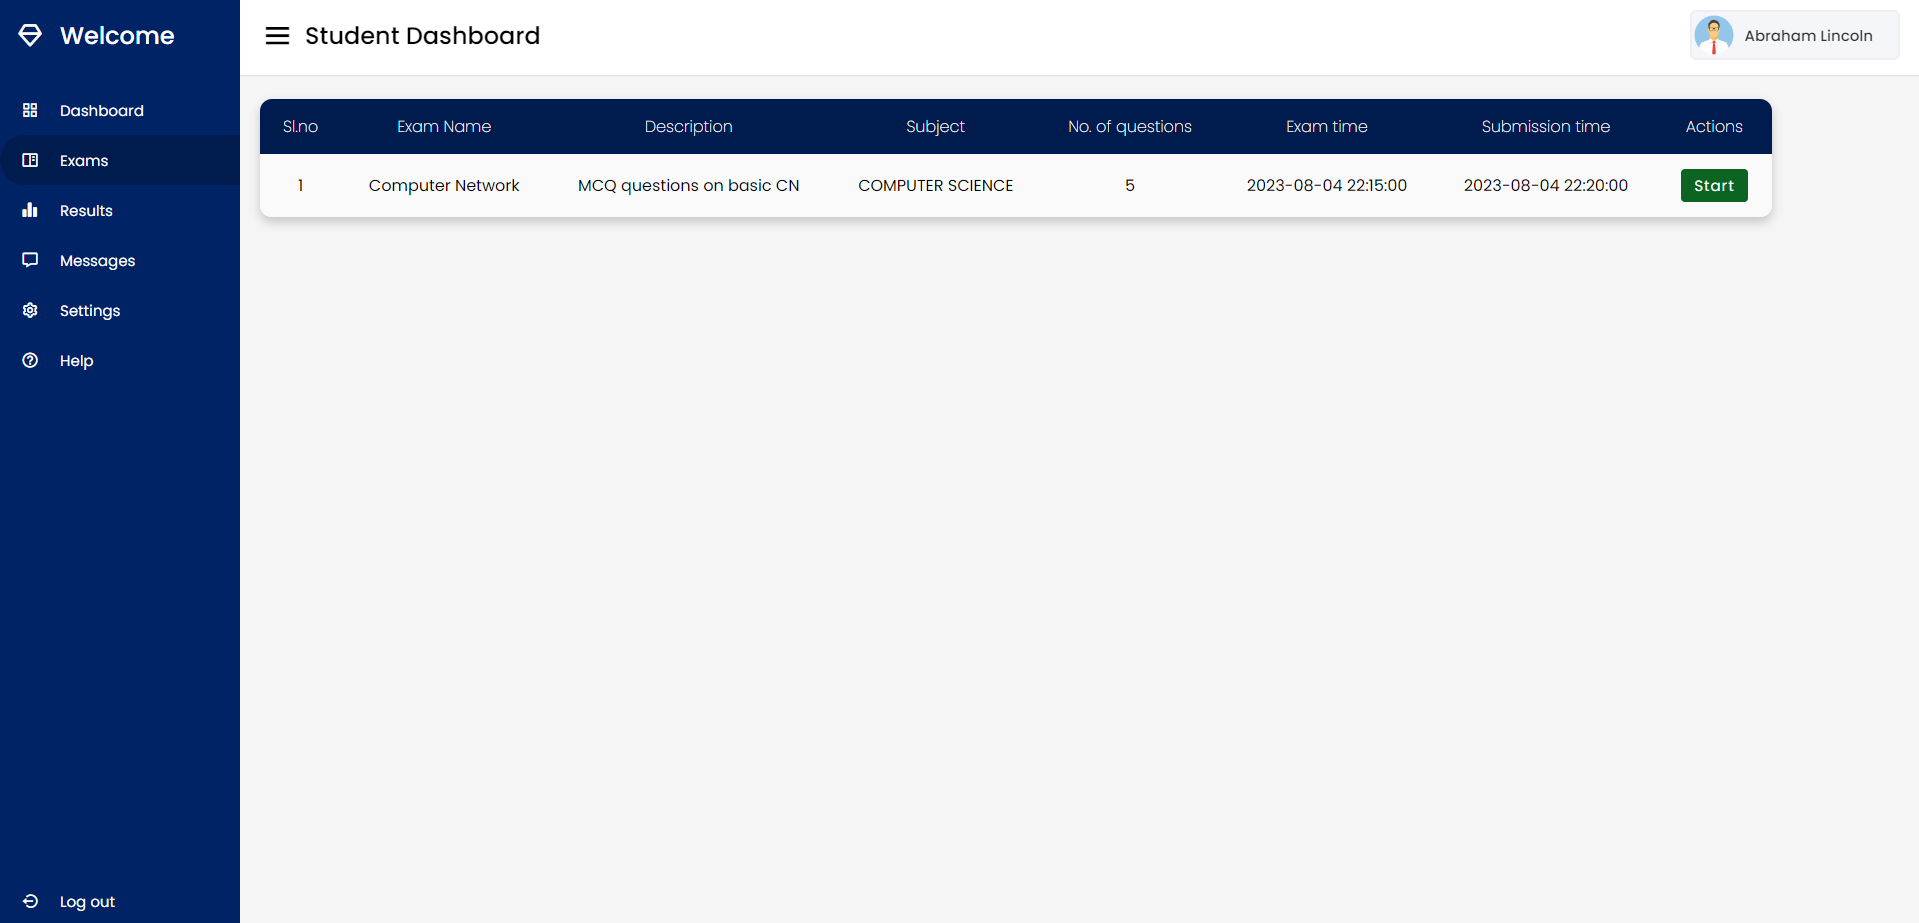 Welcome
Student Dashboard
Abraham Lincoln
Dashboard
Exams
Results
Messages
Settings
Help
Log out
Sl.no Exam Name Description Subject No. of questions Exam time Submission time Actions
1 Computer Network MCQ questions on basic CN COMPUTER SCIENCE 5 2023-08-04 22:15:00 2023-08-04 22:20:00 Start